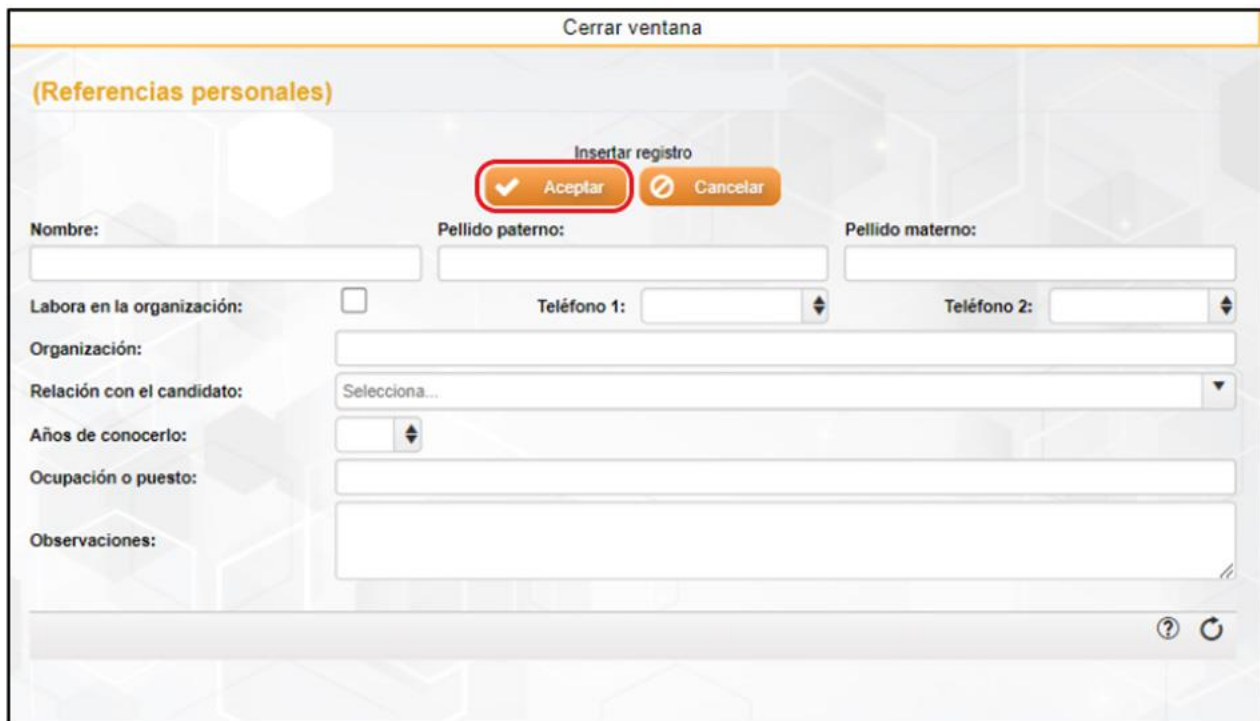 Cerrar ventana
(Referencias personales)
Insertar registro
Aceptar Cancelar
Nombre: Pellido paterno: Pellido materno:
Labora en la organización: Teléfono 1: Teléfono 2:
Organización:
Relación con el candidato: Selecciona...
Años de conocerlo:
Ocupación o puesto:
Observaciones: